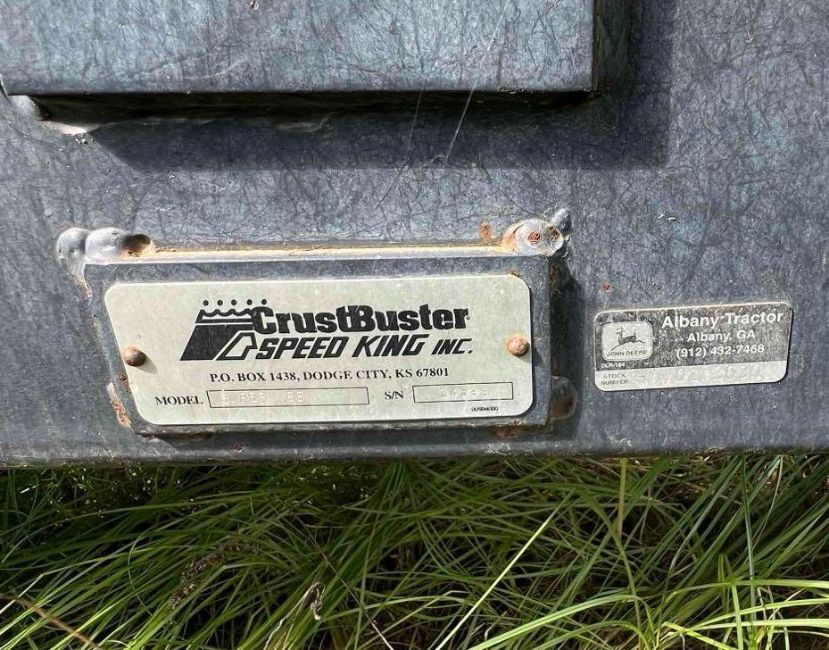 CrustBuster
SPEED KING INC.
P.O. BOX 1438, DODGE CITY, KS 67801
MODEL SUPER S/N
Albany Tractor
Albany, GA
(912) 432-7468
JOHN DEERE
STOCK
NUMBER